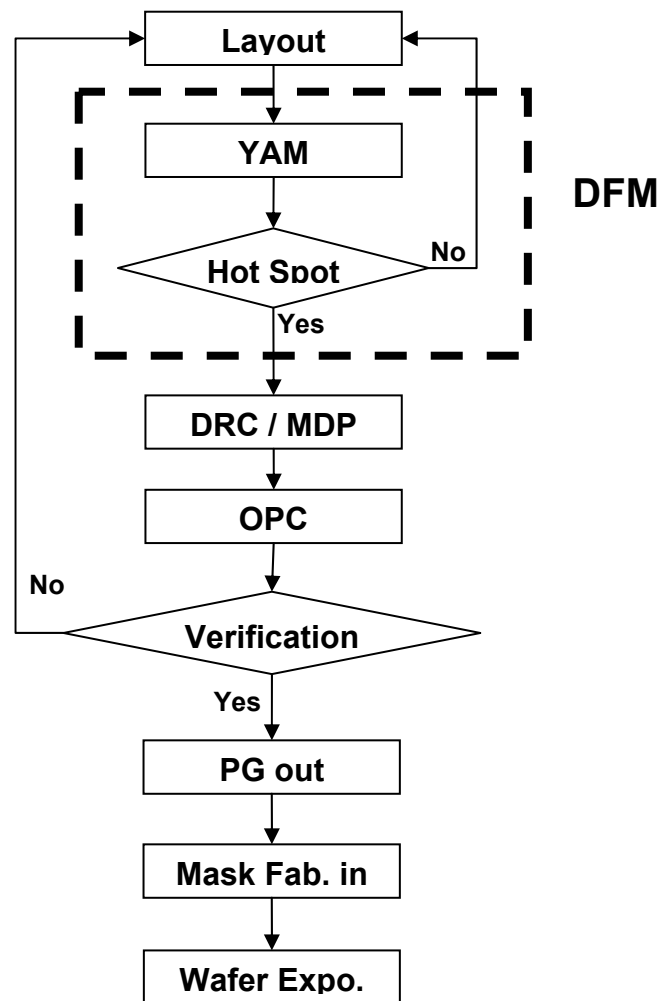 Layout
YAM
DFM
Hot Spot
No
Yes
DRC / MDP
OPC
No
Verification
Yes
PG out
Mask Fab. in
Wafer Expo.